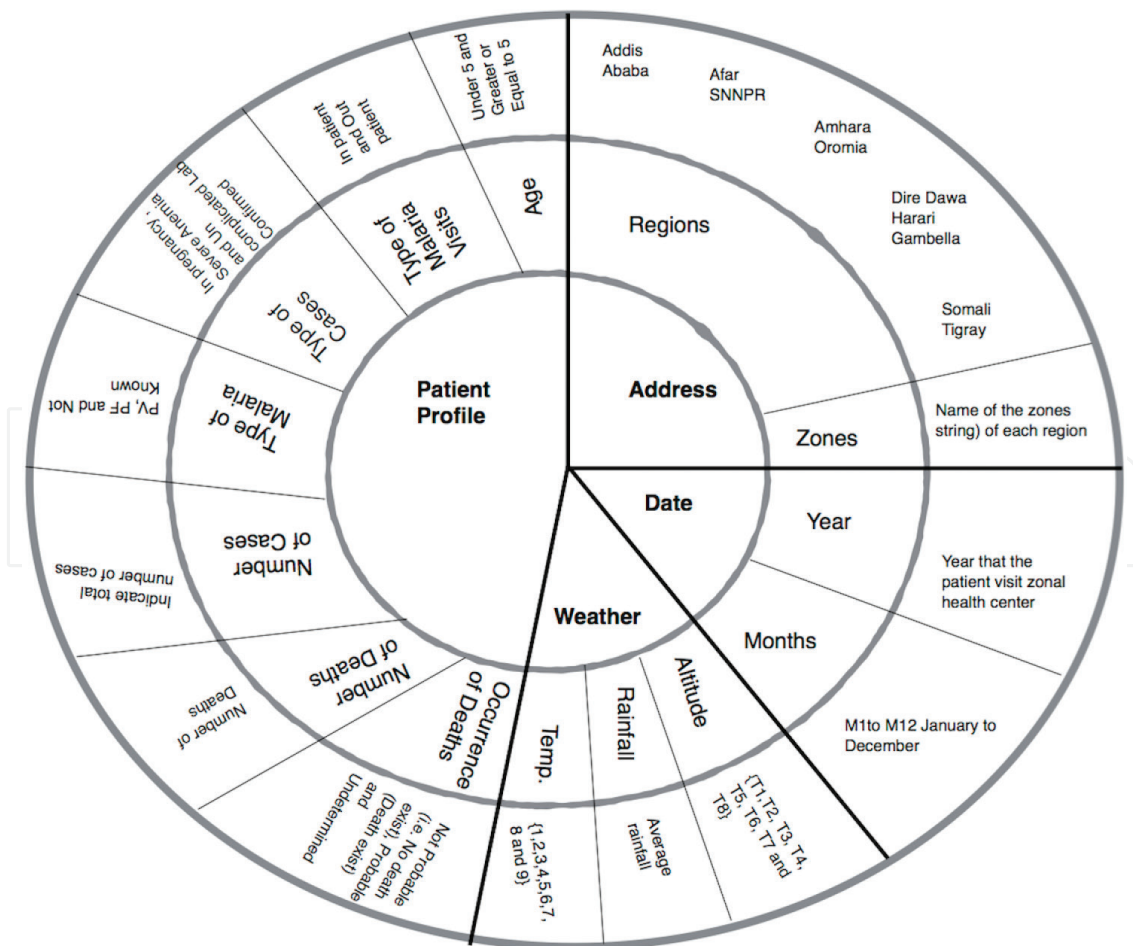 Patient
Profile
Address
Date
Weather
Regions
Zones
Year
Months
Altitude
Rainfall
Temp.
Occurrence
of Deaths
Number
of Deaths
Number
of Cases
Type of
Malaria
Type of
Cases
Type of
Malaria
Visits
Age
Addis
Ababa
Afar
SNNPR
Amhara
Oromia
Dire Dawa
Harari
Gambella
Somali
Tigray
Name of the zones
string) of each region
Year that the
patient visit zonal
health center
M1to M12 January to
December
{T1,T2, T3, T4,
T5, T6, T7 and
T8}
Average
rainfall
{1,2,3,4,5,6,7,
8 and 9}
Not Probable
(i.e. No death
exist), Probable
(Death exist)
and
Undetermined
Number of
Deaths
Indicate total
number of cases
PV, PF and Not
Known
In pregnancy,
Severe Anemia
and Un
complicated Lab
Confirmed
In patient
and Out
patient
Under 5 and
Greater or
Equal to 5